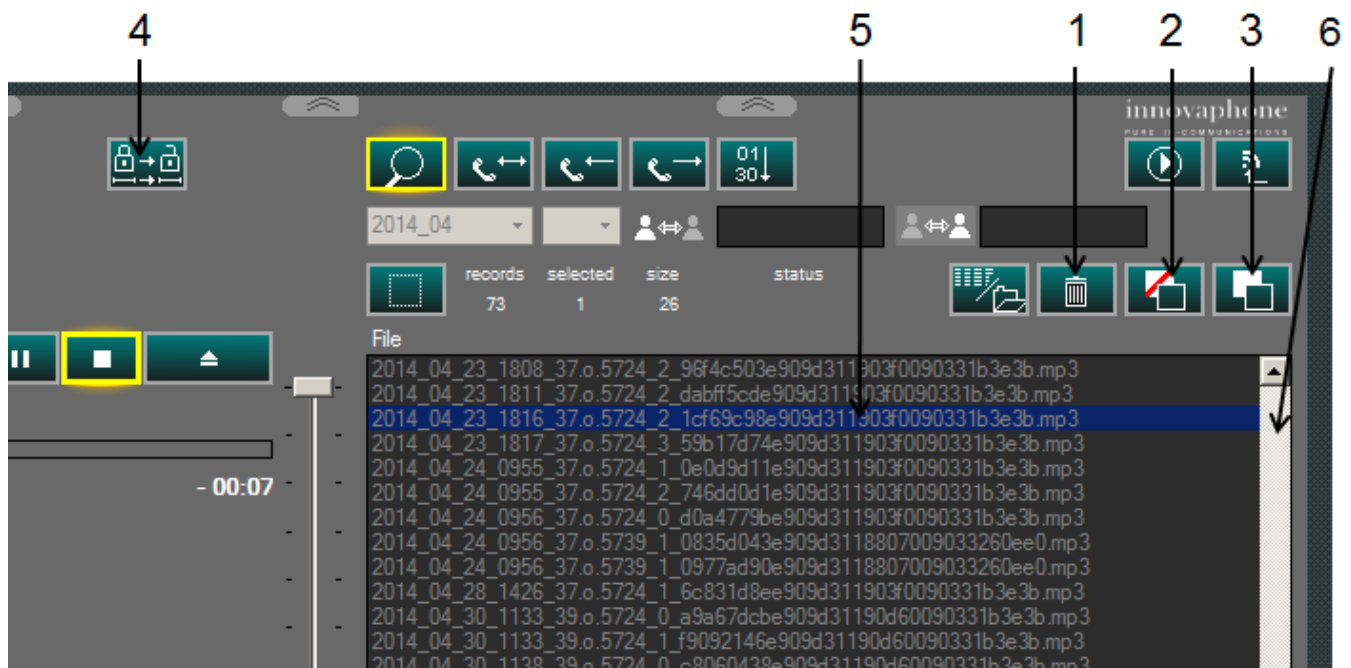 4 5 1 2 3 6
innovaphone
PURE IP-COMMUNICATIONS
01
30
2014_04
records selected size status
73 1 26
File
2014_04_23_1808_37.o.5724_2_96f4c503e909d311903f0090331b3e3b.mp3
2014_04_23_1811_37.o.5724_2_dabff5cde909d311903f0090331b3e3b.mp3
2014_04_23_1816_37.o.5724_2_1cf69c98e909d311903f0090331b3e3b.mp3
2014_04_23_1817_37.o.5724_3_59b17d74e909d311903f0090331b3e3b.mp3
2014_04_24_0955_37.o.5724_1_0e0d9d11e909d311903f0090331b3e3b.mp3
- 00:07
2014_04_24_0955_37.o.5724_2_746dd0d1e909d311903f0090331b3e3b.mp3
2014_04_24_0956_37.o.5724_0_d0a4779be909d311903f0090331b3e3b.mp3
2014_04_24_0956_37.o.5739_1_0835d043e909d3118807009033260ee0.mp3
2014_04_24_0956_37.o.5739_1_0977ad90e909d3118807009033260ee0.mp3
2014_04_28_1426_37.o.5724_1_6c831d8ee909d311903f0090331b3e3b.mp3
2014_04_30_1133_39.o.5724_0_a9a67dcbe909d31190d60090331b3e3b.mp3
2014_04_30_1133_39.o.5724_1_f9092146e909d31190d60090331b3e3b.mp3
2014_04_30_1138_39.o.5724_0_c8060438e909d31190d60090331b3e3b.mp3